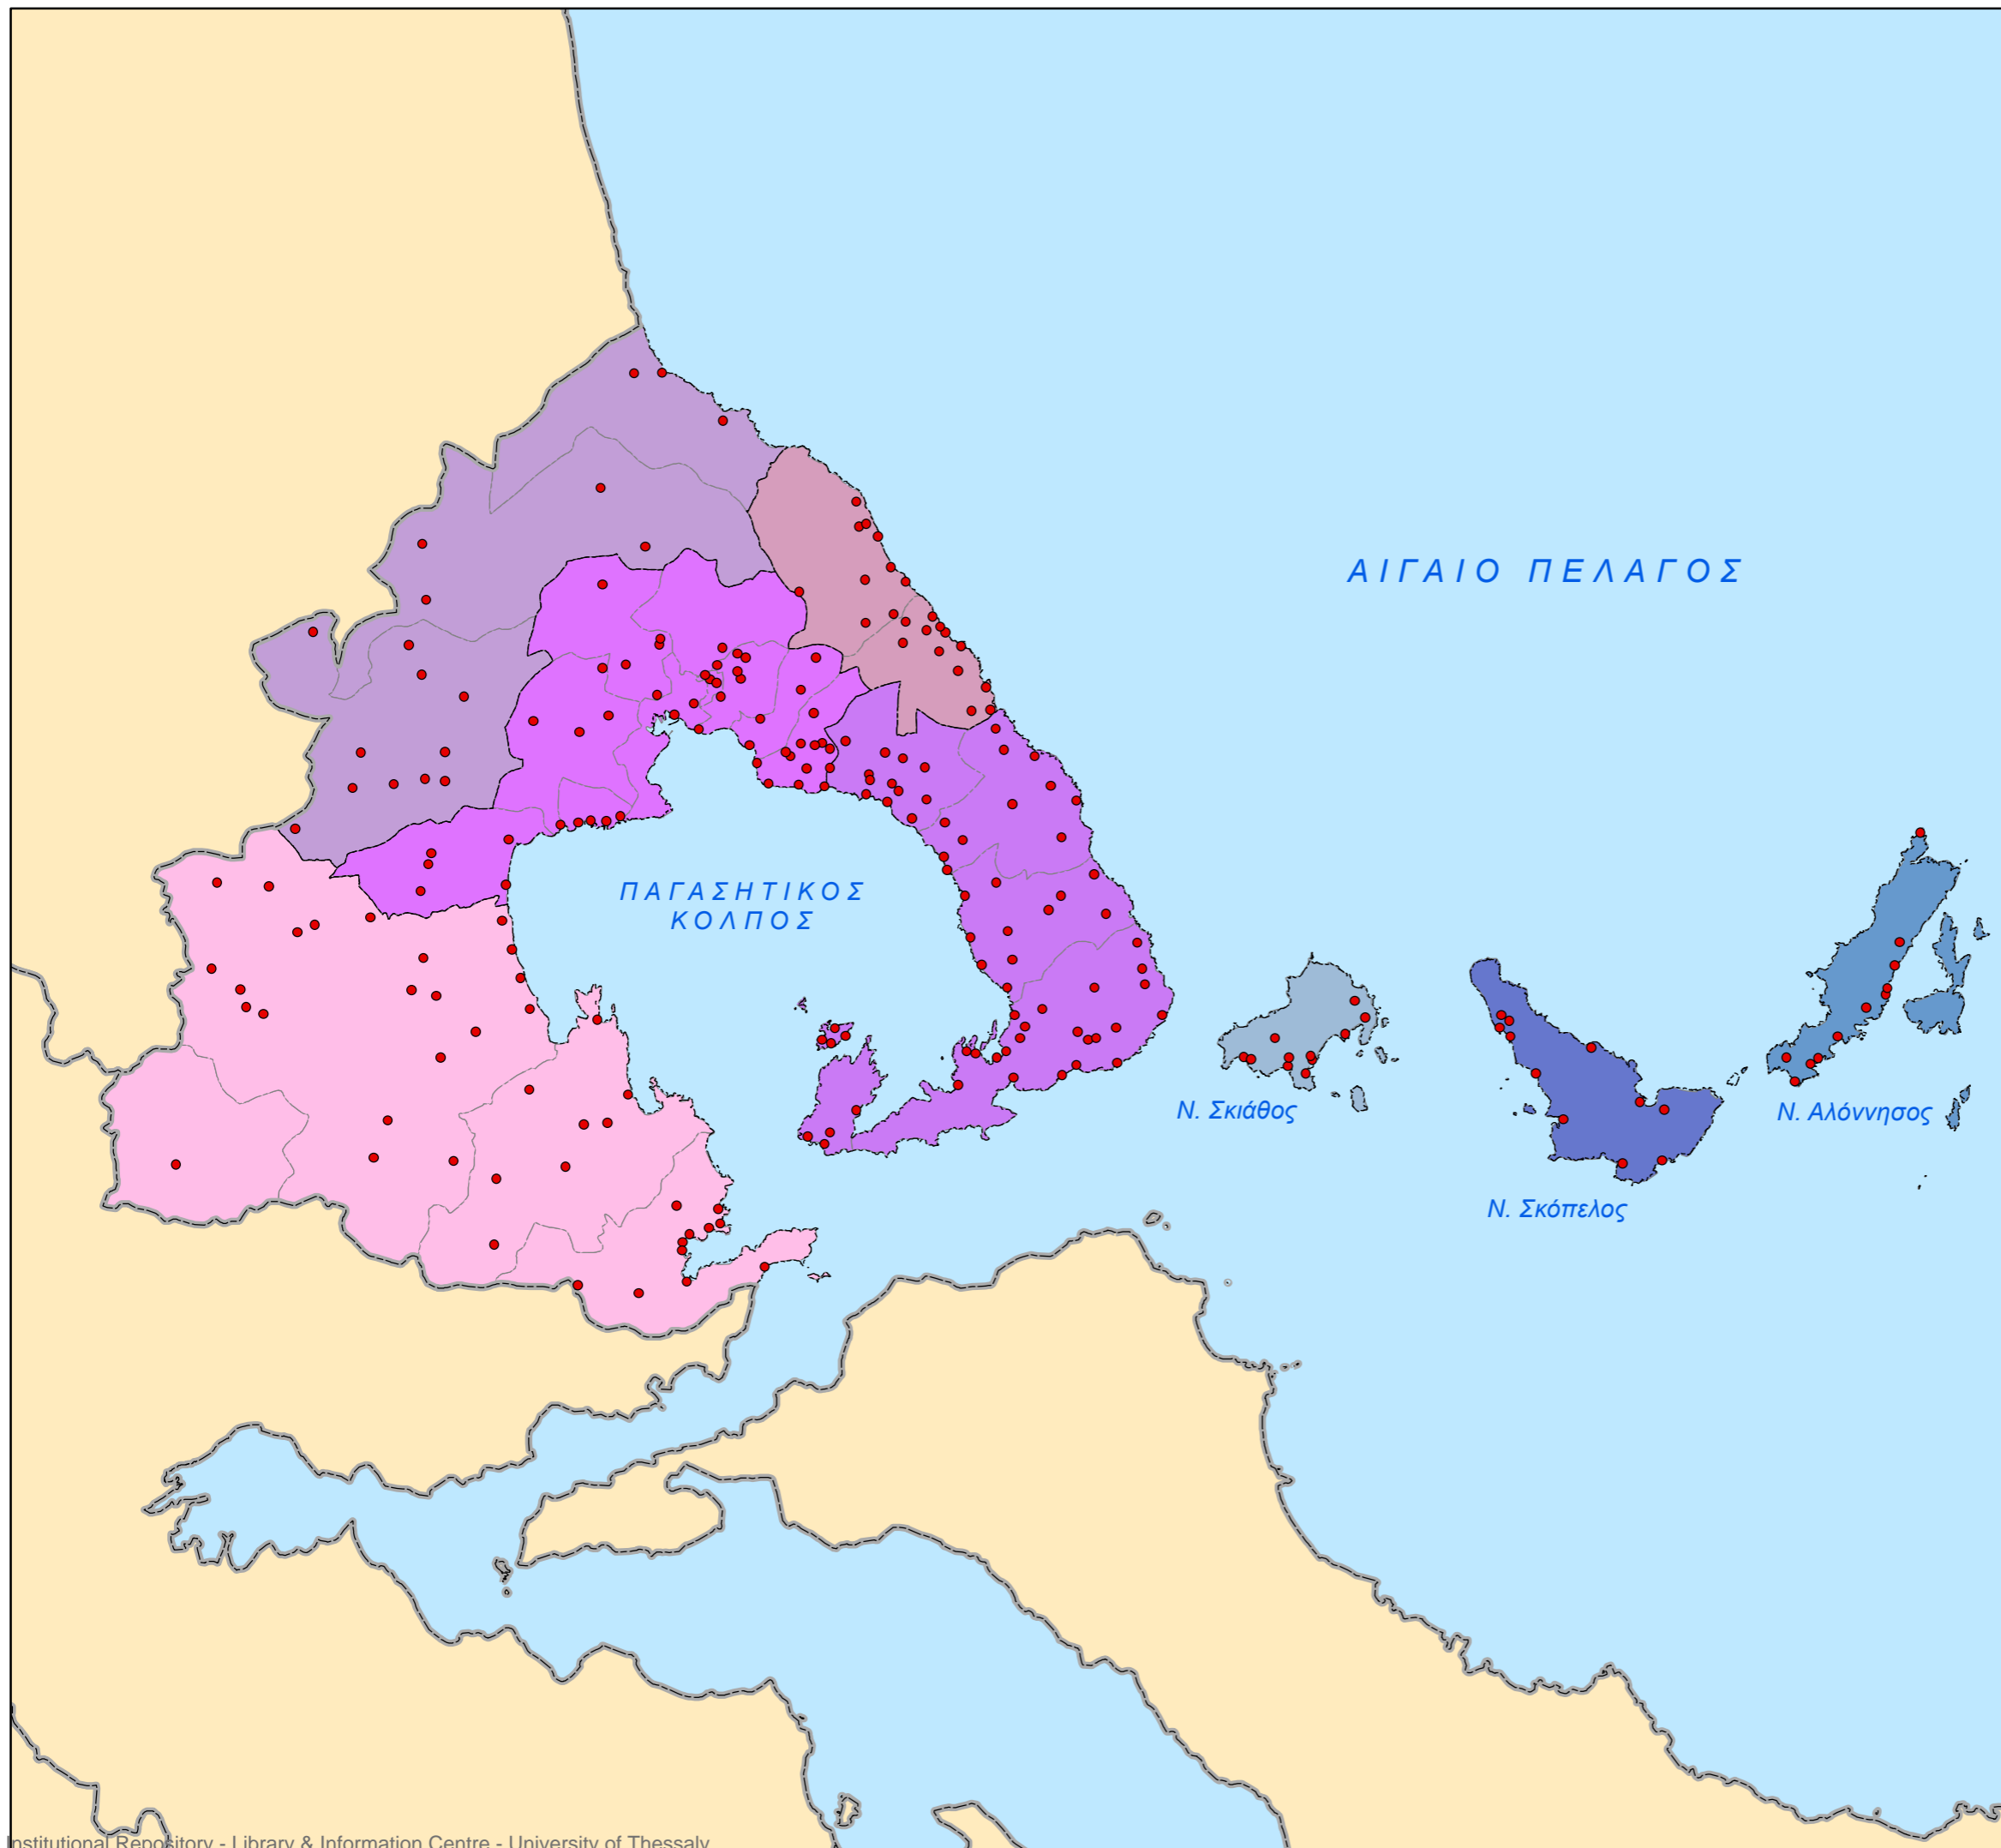 ΑΙΓΑΙΟ ΠΕΛΑΓΟΣ
ΠΑΓΑΣΗΤΙΚΟΣ
ΚΟΛΠΟΣ
Ν. Σκιάθος
Ν. Αλόννησος
Ν. Σκόπελος
Institutional Repository - Library & Information Centre - University of Thessaly